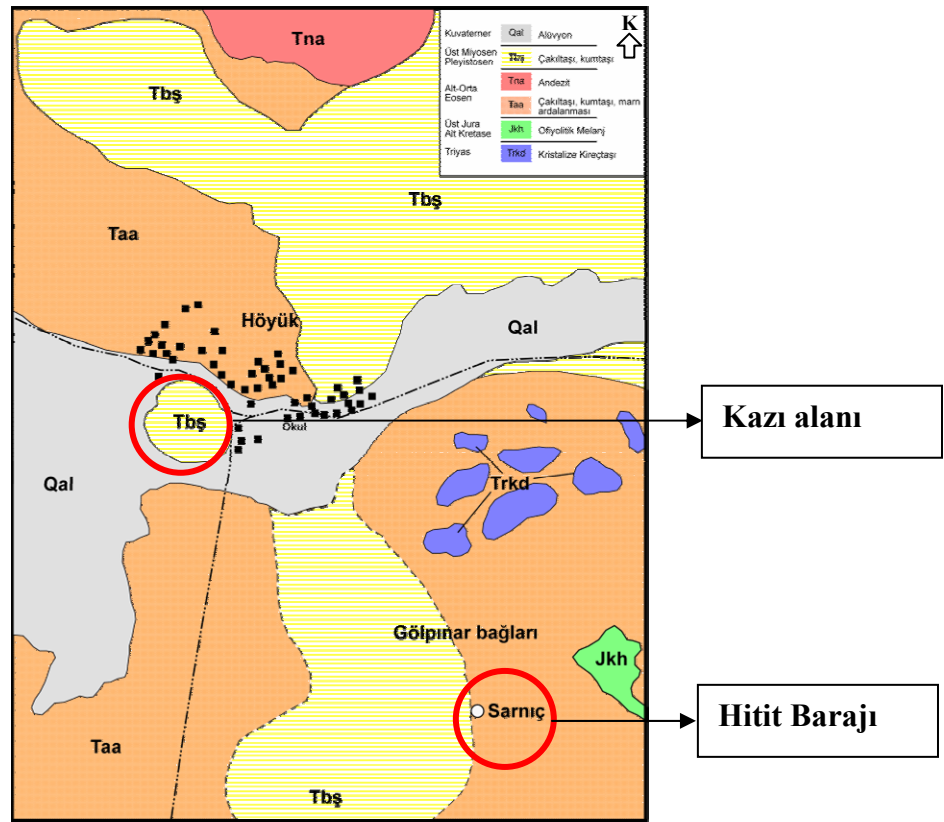 K
Kuvaterner Qal Alüvyon
Üst Miyosen
Pleyistosen
Tbş Çakıltaşı, kumtaşı
Alt-Orta
Eosen
Tna Andezit
Taa Çakıltaşı, kumtaşı, marn
ardalanması
Üst Jura
Alt Kretase
Jkh Ofiyolitik Melanj
Triyas Trkd Kristalize Kireçtaşı
Tna
Tbş
Tbş
Taa
Höyük
Qal
Tbş
Okul
Kazı alanı
Qal
Trkd
Gölpınar bağları
Jkh
Sarnıç
Hitit Barajı
Taa
Tbş